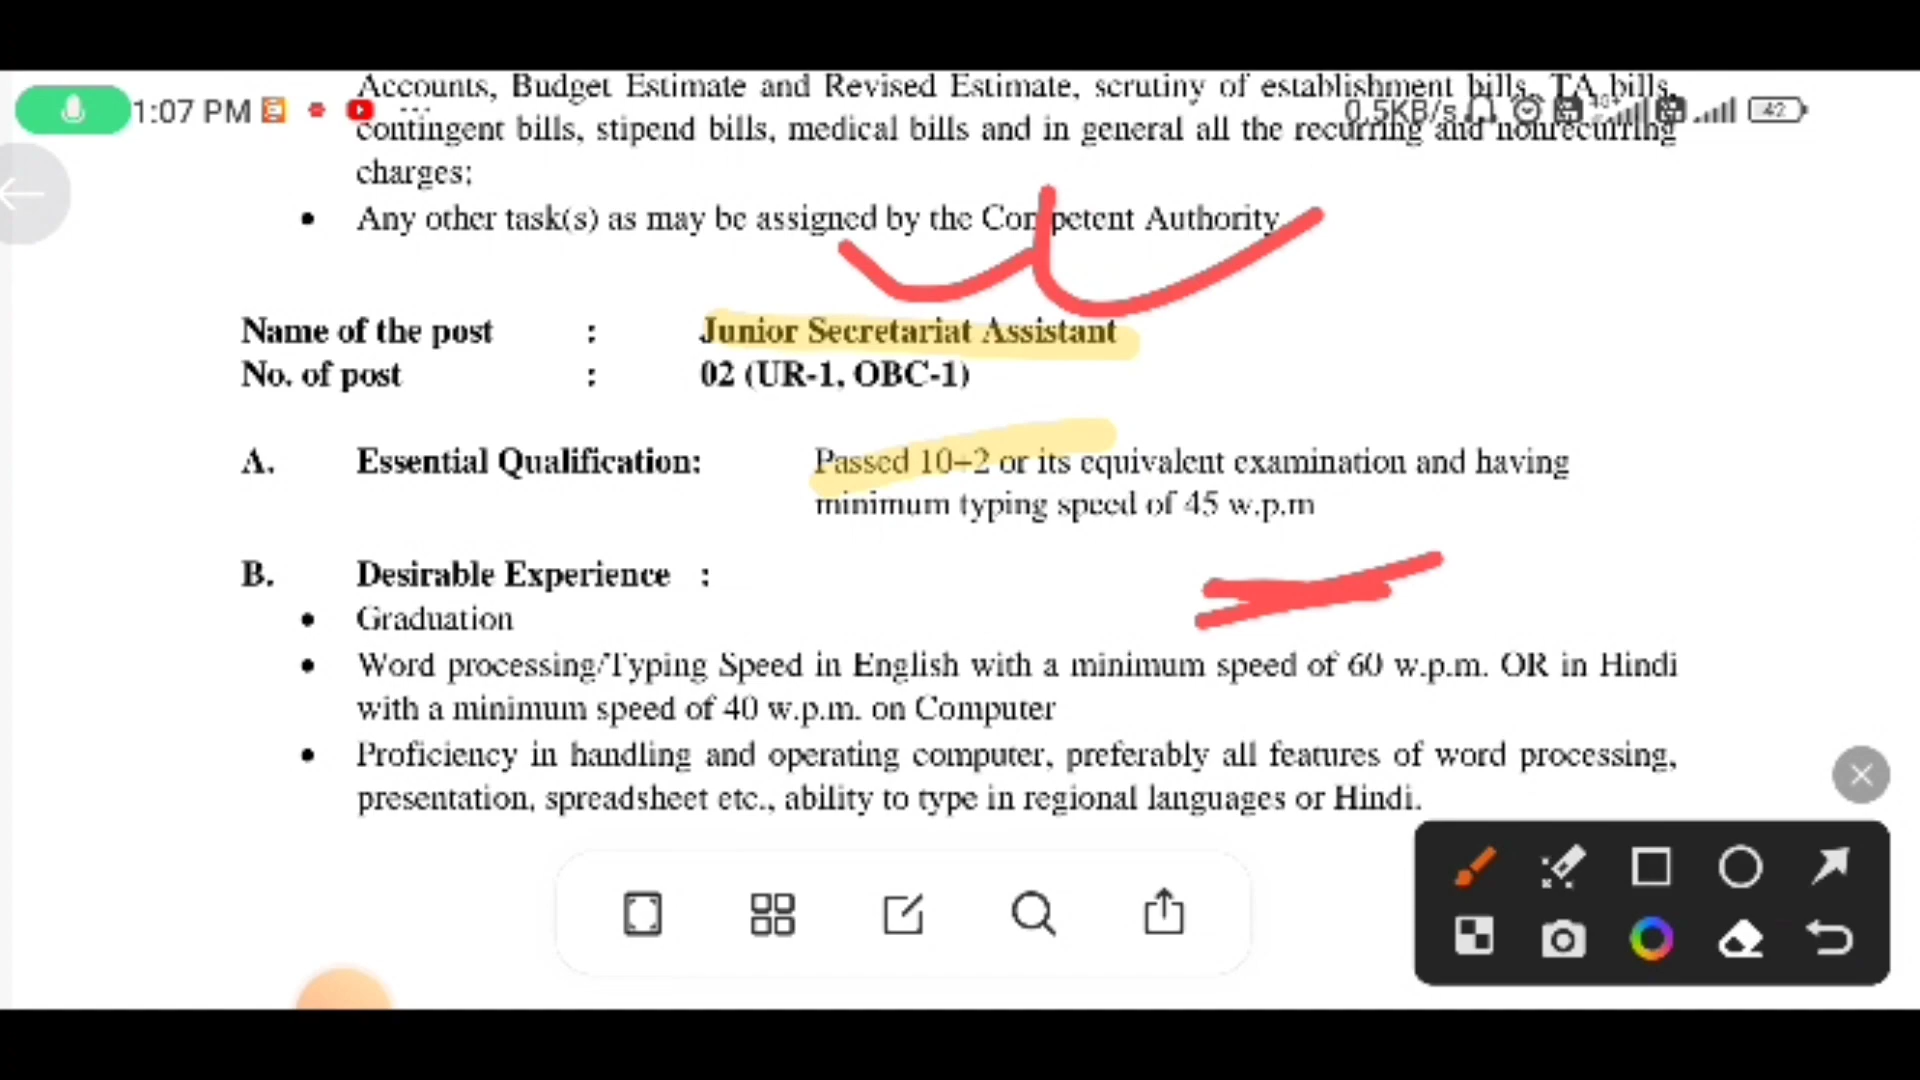 Accounts, Budget Estimate and Revised Estimate, scrutiny of establishment bills, TA bills,
1:07 PM ... 0.5KB/s 4G+ 42
contingent bills, stipend bills, medical bills and in general all the recurring and nonrecurring
charges;
• Any other task(s) as may be assigned by the Competent Authority
Name of the post : Junior Secretariat Assistant
No. of post : 02 (UR-1, OBC-1)
A. Essential Qualification: Passed 10+2 or its equivalent examination and having
minimum typing speed of 45 w.p.m
B. Desirable Experience :
• Graduation
• Word processing/Typing Speed in English with a minimum speed of 60 w.p.m. OR in Hindi
with a minimum speed of 40 w.p.m. on Computer
• Proficiency in handling and operating computer, preferably all features of word processing,
presentation, spreadsheet etc., ability to type in regional languages or Hindi.